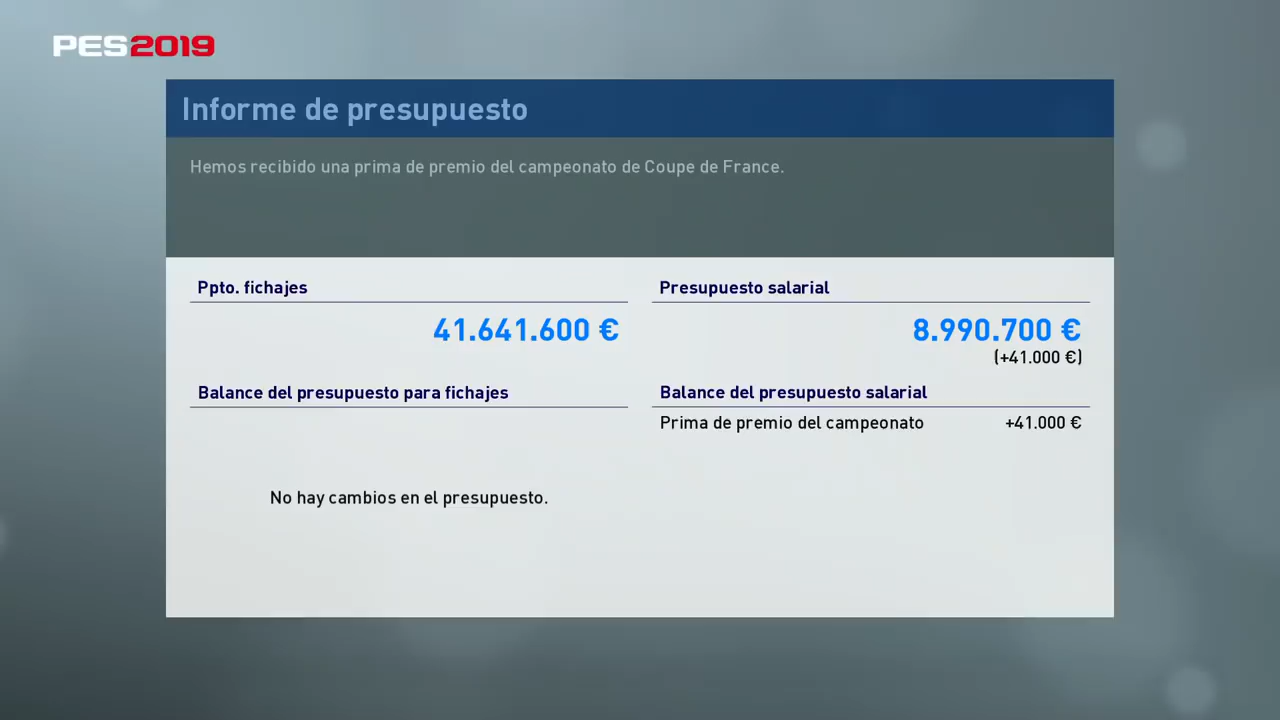 PES2019
Informe de presupuesto
Hemos recibido una prima de premio del campeonato de Coupe de France.
Ppto. fichajes
41.641.600 €
Balance del presupuesto para fichajes
No hay cambios en el presupuesto.
Presupuesto salarial
8.990.700 €
(+41.000 €)
Balance del presupuesto salarial
Prima de premio del campeonato +41.000 €